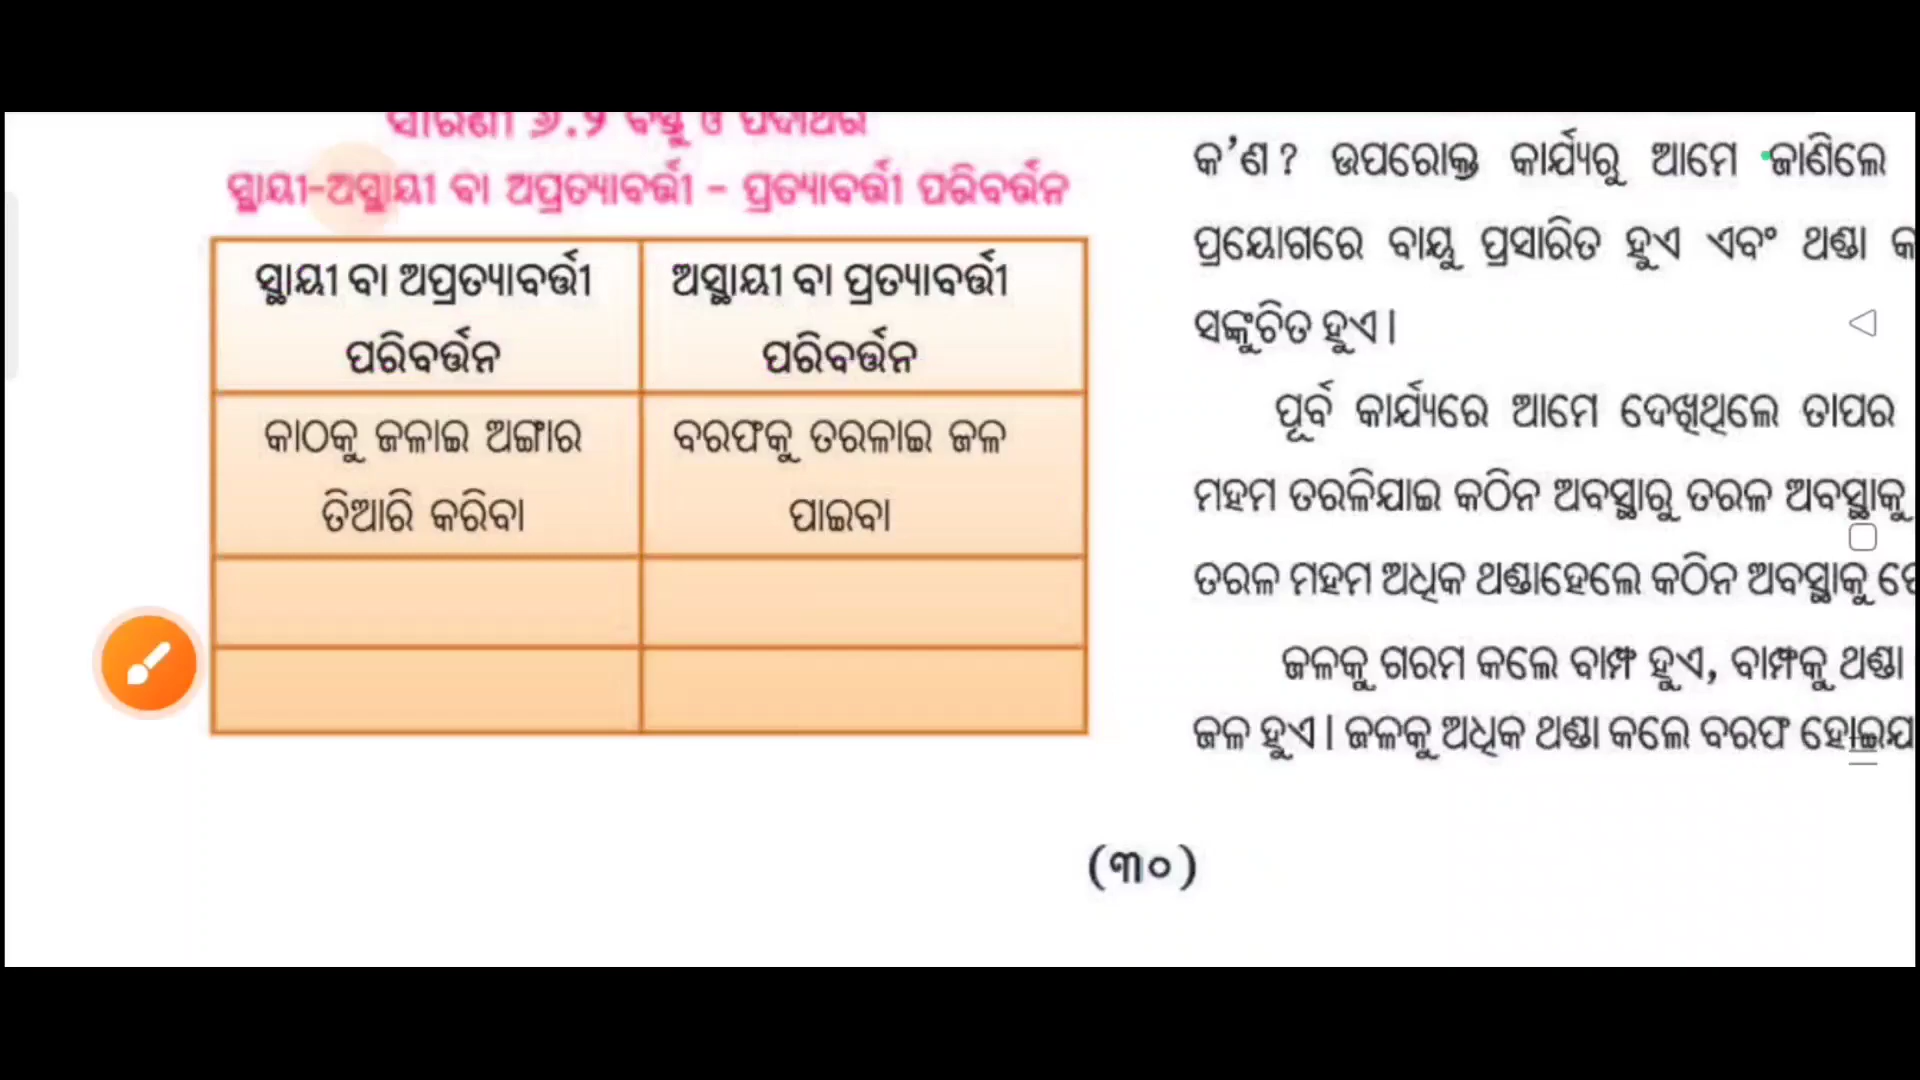 ସାରଣୀ ୬.୨ ବସ୍ତୁ ଓ ପଦାର୍ଥର
ସ୍ଥାୟୀ-ଅସ୍ଥାୟୀ ବା ଅପ୍ରତ୍ୟାବର୍ତ୍ତୀ - ପ୍ରତ୍ୟାବର୍ତ୍ତୀ ପରିବର୍ତ୍ତନ
ସ୍ଥାୟୀ ବା ଅପ୍ରତ୍ୟାବର୍ତ୍ତୀ
ପରିବର୍ତ୍ତନ
ଅସ୍ଥାୟୀ ବା ପ୍ରତ୍ୟାବର୍ତ୍ତୀ
ପରିବର୍ତ୍ତନ
କାଠକୁ ଜଳାଇ ଅଙ୍ଗାର
ତିଆରି କରିବା
ବରଫକୁ ତରଳାଇ ଜଳ
ପାଇବା
କ'ଣ ? ଉପରୋକ୍ତ କାର୍ଯ୍ୟରୁ ଆମେ ଜାଣିଲେ
ପ୍ରୟୋଗରେ ବାୟୁ ପ୍ରସାରିତ ହୁଏ ଏବଂ ଥଣ୍ଡା
ସଙ୍କୁଚିତ ହୁଏ ।
ପୂର୍ବ କାର୍ଯ୍ୟରେ ଆମେ ଦେଖିଥିଲେ ତାପର
ମହମ ତରଳିଯାଇ କଠିନ ଅବସ୍ଥାରୁ ତରଳ ଅବସ୍ଥାକୁ
ତରଳ ମହମ ଅଧିକ ଥଣ୍ଡାହେଲେ କଠିନ ଅବସ୍ଥାକୁ
ଜଳକୁ ଗରମ କଲେ ବାମ୍ଫ ହୁଏ, ବାମ୍ଫକୁ ଥଣ୍ଡା
ଜଳ ହୁଏ । ଜଳକୁ ଅଧିକ ଥଣ୍ଡା କଲେ ବରଫ
(୩୦)